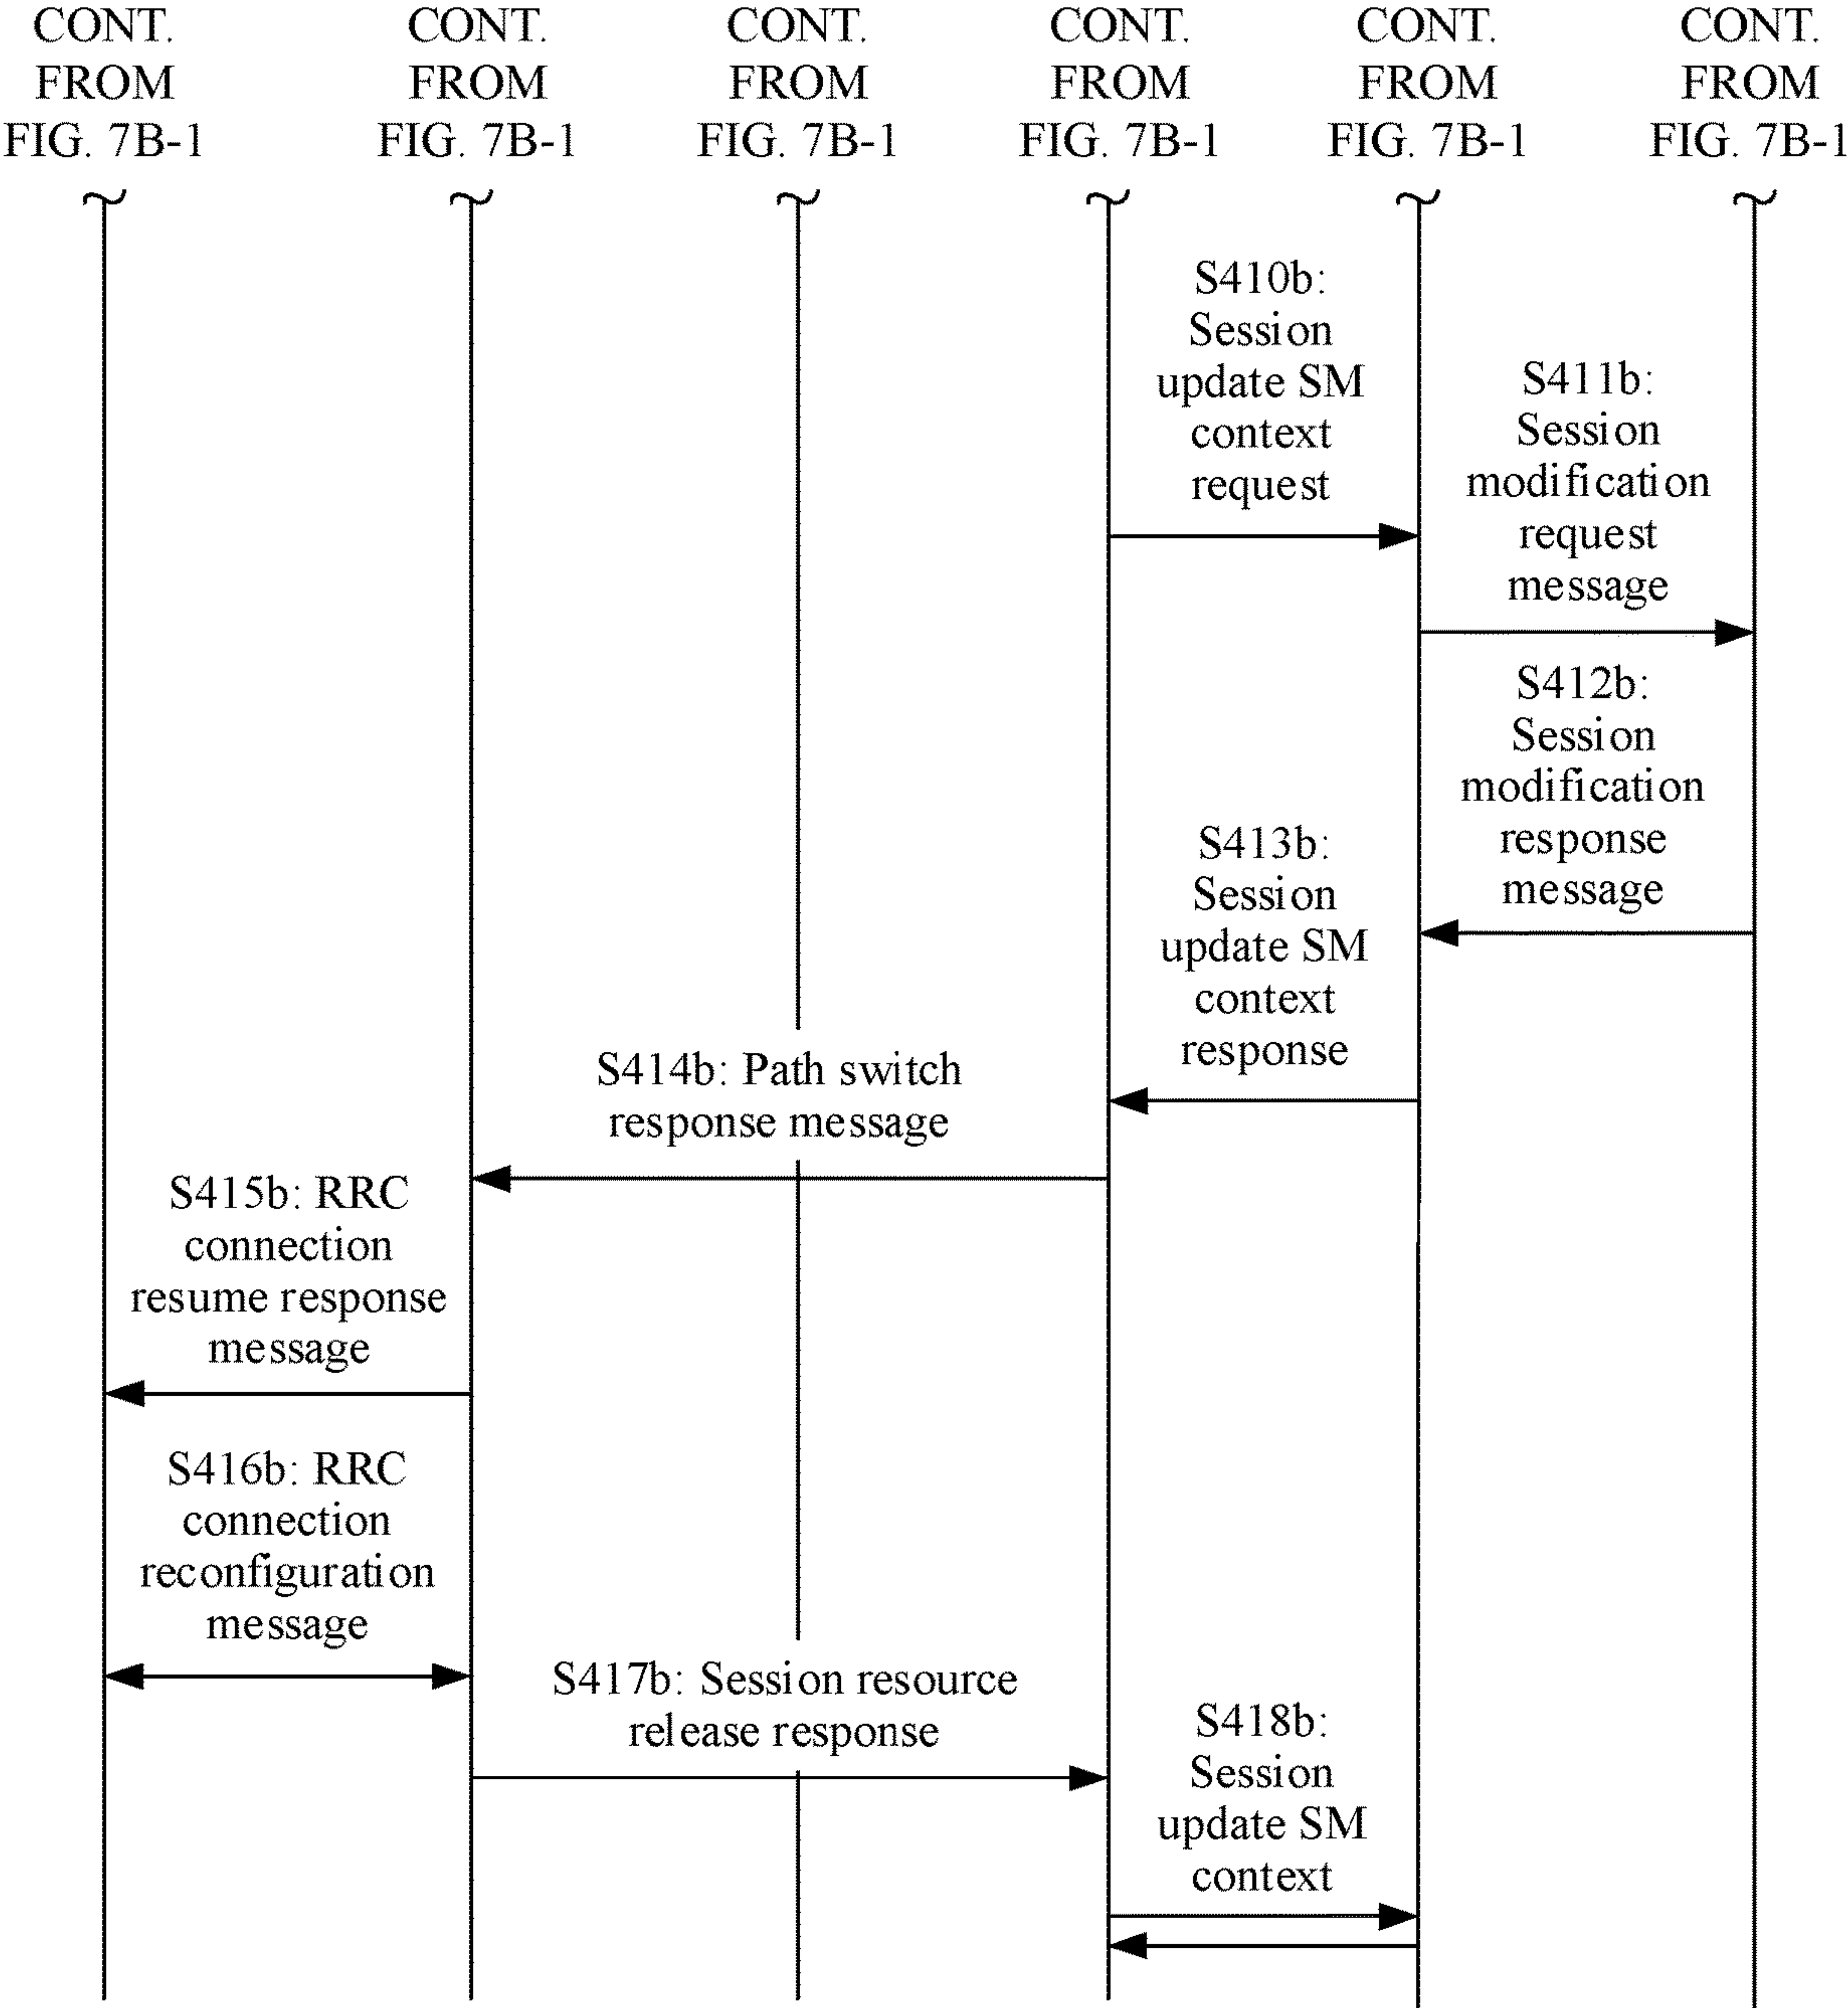 CONT.
FROM
FIG. 7B-1
CONT.
FROM
FIG. 7B-1
CONT.
FROM
FIG. 7B-1
CONT.
FROM
FIG. 7B-1
CONT.
FROM
FIG. 7B-1
CONT.
FROM
FIG. 7B-1
S410b:
Session
update SM
context
request
S411b:
Session
modification
request
message
S412b:
Session
modification
response
message
S413b:
Session
update SM
context
response
S414b: Path switch
response message
S415b: RRC
connection
resume response
message
S416b: RRC
connection
reconfiguration
message
S417b: Session resource
release response
S418b:
Session
update SM
context